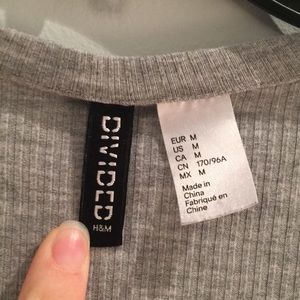 DIVIDED
H&M
EUR M
US M
CA M
CN 170/96A
MX M
Made in
China
Fabriqué en
Chine